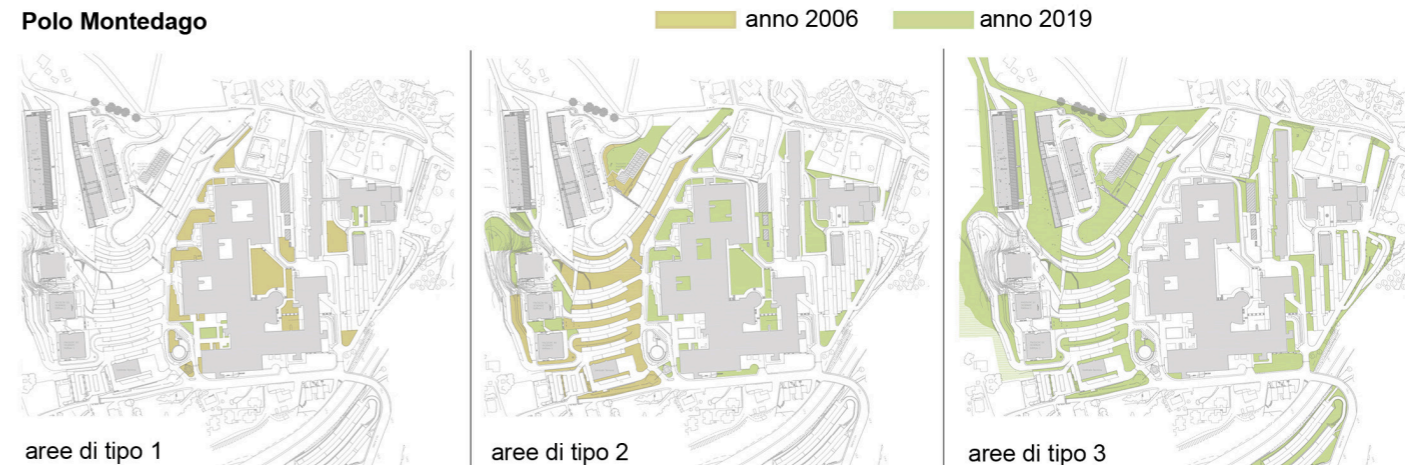 Polo Montedago
anno 2006
anno 2019
aree di tipo 1
aree di tipo 2
aree di tipo 3